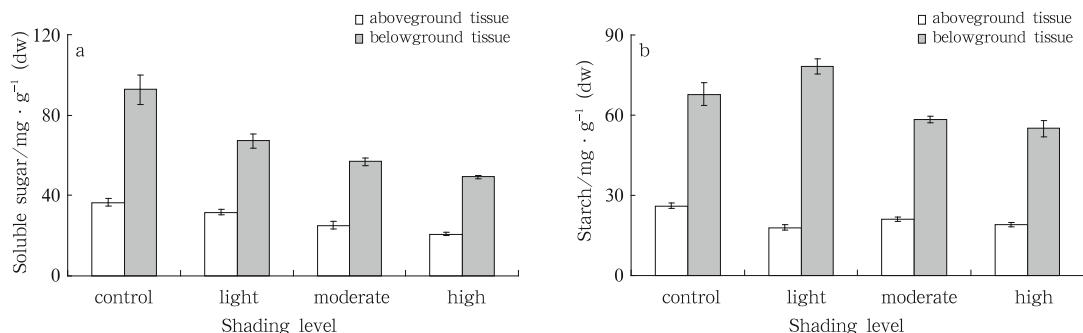 aboveground tissue
belowground tissue
a
Soluble sugar/mg · g⁻¹ (dw)
120
80
40
0
control light moderate high
Shading level
aboveground tissue
belowground tissue
b
Starch/mg · g⁻¹ (dw)
90
60
30
0
control light moderate high
Shading level